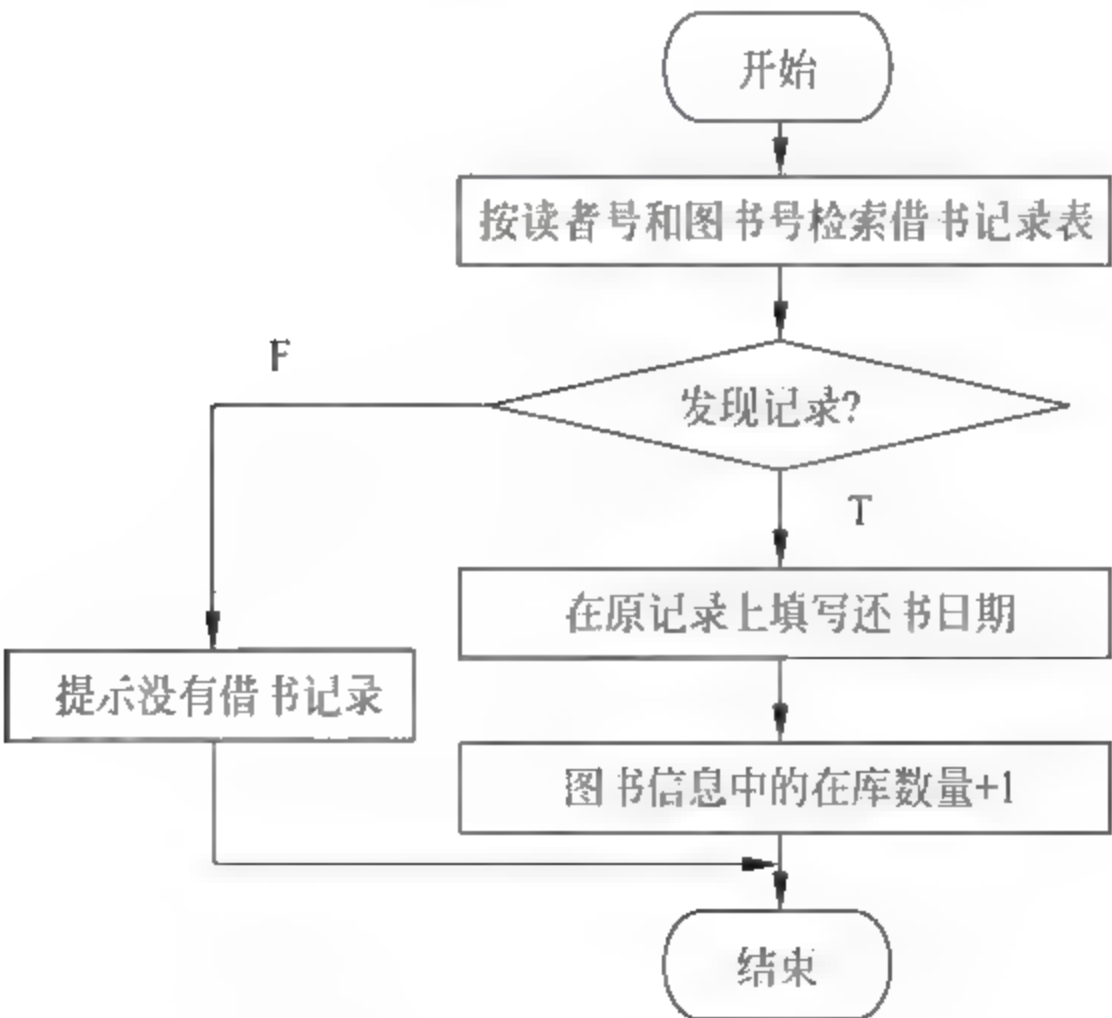 开始
按读者号和图书号检索借书记录表
F
发现记录?
T
在原记录上填写还书日期
提示没有借书记录
图书信息中的在库数量+1
结束